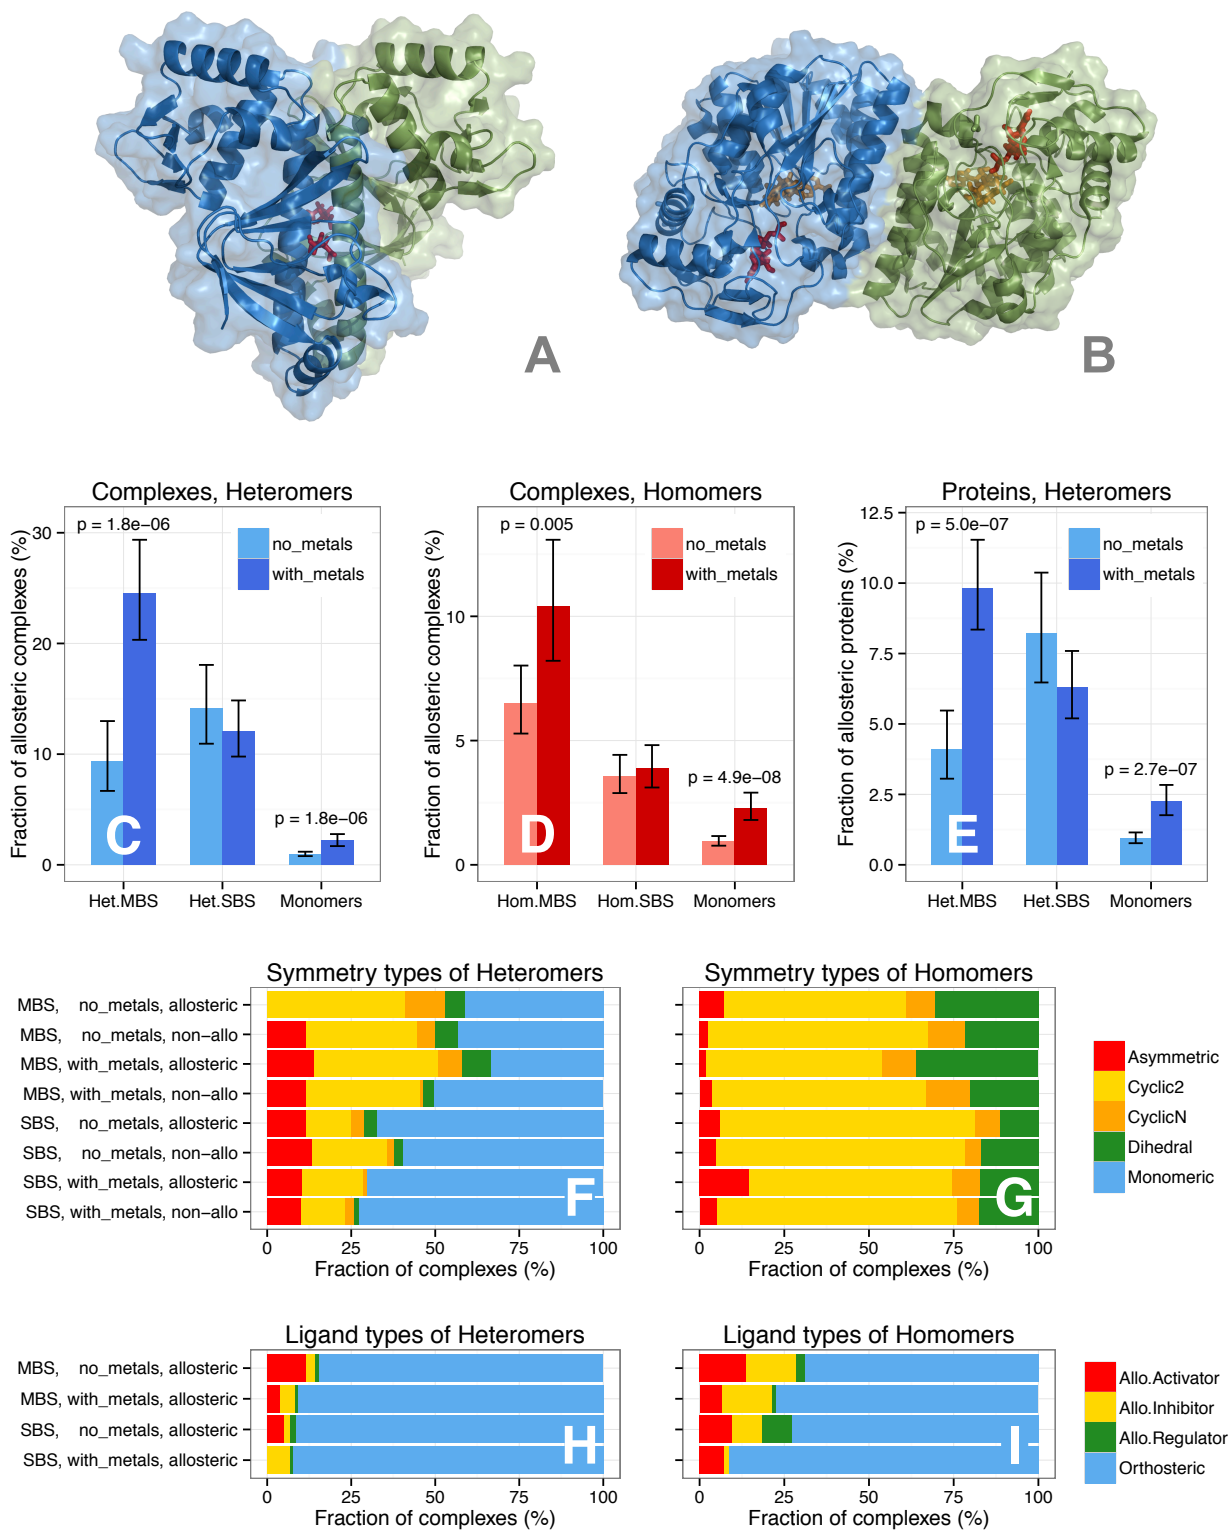 A
B
Complexes, Heteromers
Fraction of allosteric complexes (%)
30
20
10
0
p = 1.8e−06
no_metals
with_metals
p = 1.8e−06
C
Het.MBS Het.SBS Monomers
Complexes, Homomers
Fraction of allosteric complexes (%)
10
5
0
p = 0.005
no_metals
with_metals
p = 4.9e−08
D
Hom.MBS Hom.SBS Monomers
Proteins, Heteromers
Fraction of allosteric proteins (%)
12.5
10.0
7.5
5.0
2.5
0.0
p = 5.0e−07
no_metals
with_metals
p = 2.7e−07
E
Het.MBS Het.SBS Monomers
Symmetry types of Heteromers
MBS, no_metals, allosteric
MBS, no_metals, non−allo
MBS, with_metals, allosteric
MBS, with_metals, non−allo
SBS, no_metals, allosteric
SBS, no_metals, non−allo
SBS, with_metals, allosteric
SBS, with_metals, non−allo
F
0 25 50 75 100
Fraction of complexes (%)
Symmetry types of Homomers
G
0 25 50 75 100
Fraction of complexes (%)
Asymmetric
Cyclic2
CyclicN
Dihedral
Monomeric
Ligand types of Heteromers
MBS, no_metals, allosteric
MBS, with_metals, allosteric
SBS, no_metals, allosteric
SBS, with_metals, allosteric
H
0 25 50 75 100
Fraction of complexes (%)
Ligand types of Homomers
I
0 25 50 75 100
Fraction of complexes (%)
Allo.Activator
Allo.Inhibitor
Allo.Regulator
Orthosteric